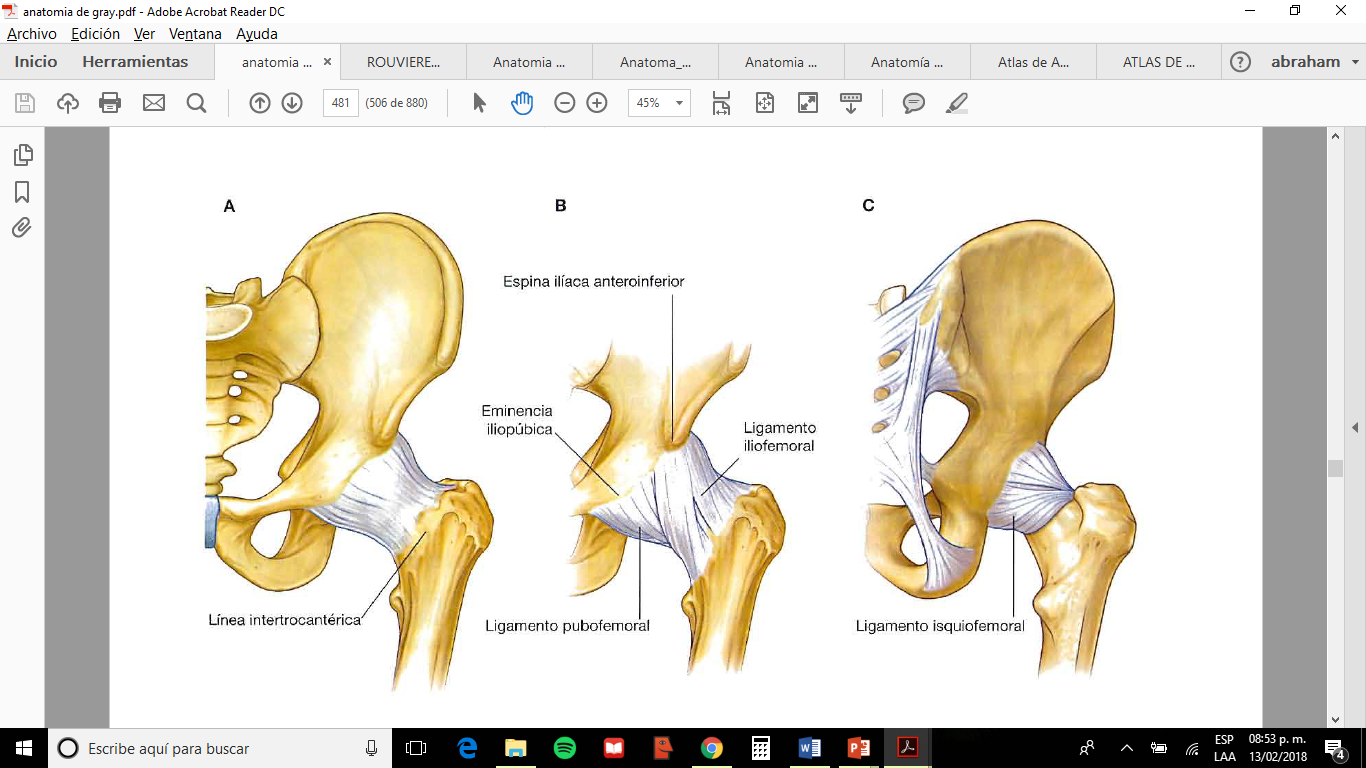 anatomia de gray.pdf - Adobe Acrobat Reader DC
Archivo Edición Ver Ventana Ayuda
Inicio Herramientas anatomia ... × ROUVIERE... Anatomia ... Anatoma_... Anatomia ... Anatomía ... Atlas de A... ATLAS DE ... ? abraham
481 (506 de 880) 45%
A B C
Espina ilíaca anteroinferior
Eminencia
iliopúbica
Ligamento
iliofemoral
Línea intertrocantérica
Ligamento pubofemoral
Ligamento isquiofemoral
Escribe aquí para buscar
ESP 08:53 p. m.
LAA 13/02/2018 4